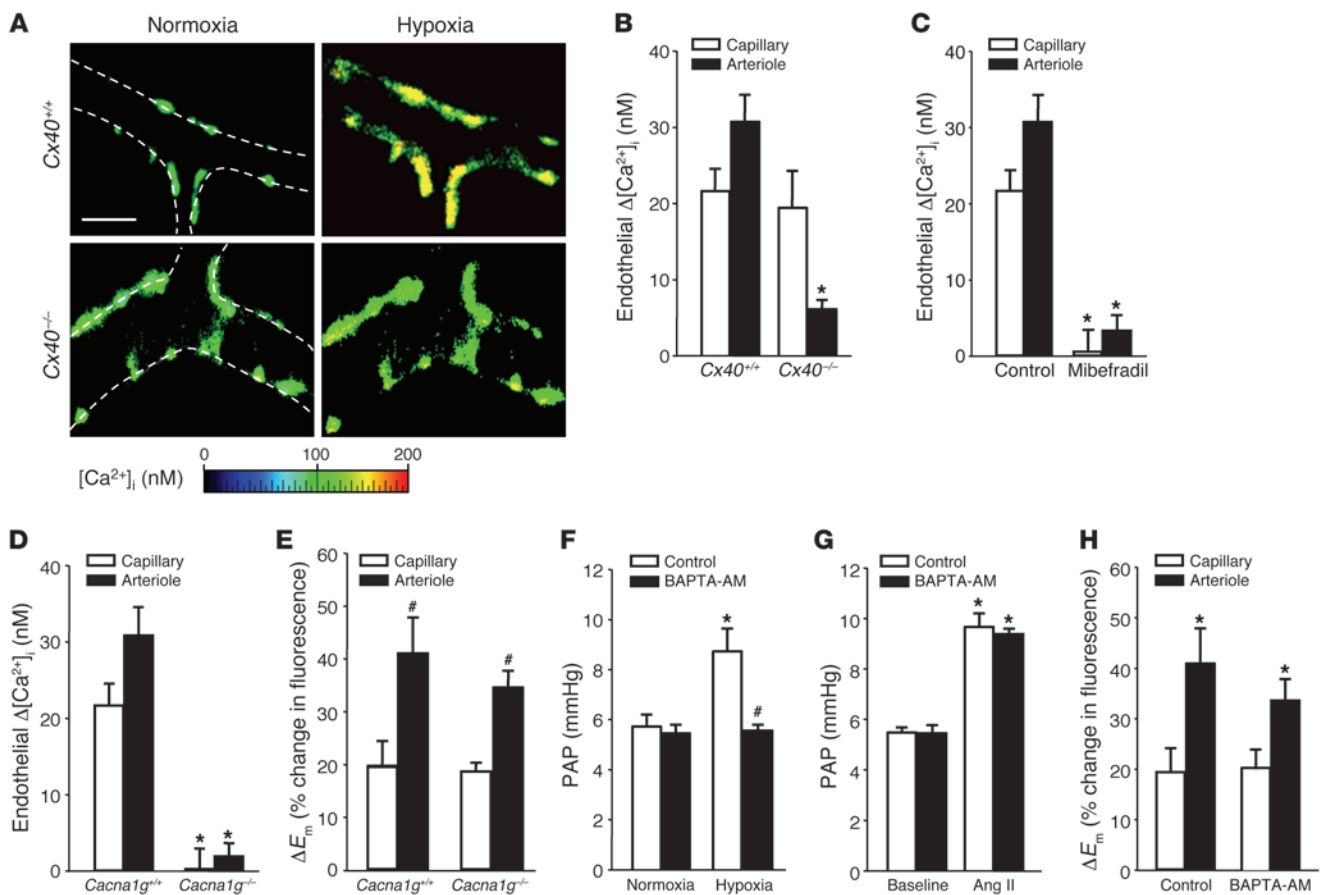 A
Normoxia
Hypoxia
Cx40+/+
Cx40−/−
[Ca2+]i (nM)
0
100
200
B
Capillary
Arteriole
Endothelial Δ[Ca2+]i (nM)
40
30
20
10
0
Cx40+/+
Cx40−/−
*
C
Capillary
Arteriole
Endothelial Δ[Ca2+]i (nM)
40
30
20
10
0
* *
Control
Mibefradil
D
Capillary
Arteriole
Endothelial Δ[Ca2+]i (nM)
40
30
20
10
0
* *
Cacna1g+/+
Cacna1g−/−
E
Capillary
Arteriole
ΔEm (% change in fluorescence)
60
50
40
30
20
10
0
#
#
Cacna1g+/+
Cacna1g−/−
F
Control
BAPTA-AM
PAP (mmHg)
12
10
8
6
4
2
0
*
#
Normoxia
Hypoxia
G
Control
BAPTA-AM
PAP (mmHg)
12
10
8
6
4
2
0
* *
Baseline
Ang II
H
Capillary
Arteriole
ΔEm (% change in fluorescence)
60
50
40
30
20
10
0
*
*
Control
BAPTA-AM